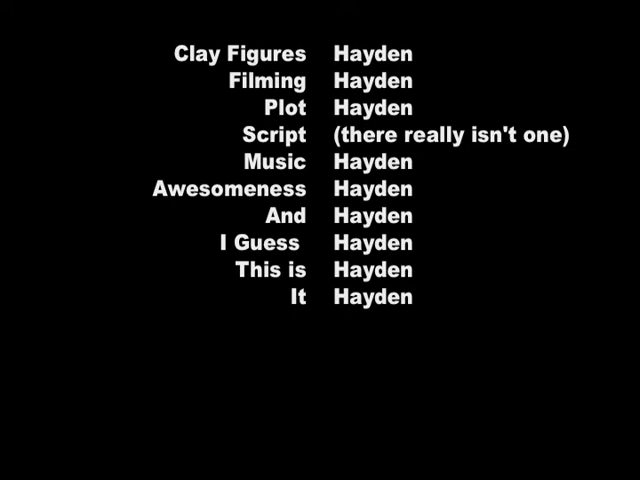 Clay Figures Hayden
Filming Hayden
Plot Hayden
Script (there really isn't one)
Music Hayden
Awesomeness Hayden
And Hayden
I Guess Hayden
This is Hayden
It Hayden